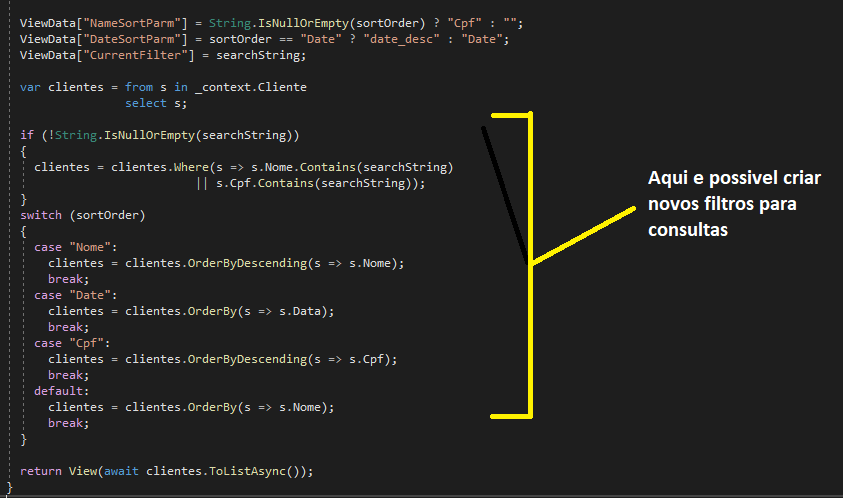 ViewData["NameSortParm"] = String.IsNullOrEmpty(sortOrder) ? "Cpf" : "";
ViewData["DateSortParm"] = sortOrder == "Date" ? "date_desc" : "Date";
ViewData["CurrentFilter"] = searchString;
var clientes = from s in _context.Cliente
select s;
if (!String.IsNullOrEmpty(searchString))
{
clientes = clientes.Where(s => s.Nome.Contains(searchString)
|| s.Cpf.Contains(searchString));
}
switch (sortOrder)
{
case "Nome":
clientes = clientes.OrderByDescending(s => s.Nome);
break;
case "Date":
clientes = clientes.OrderBy(s => s.Data);
break;
case "Cpf":
clientes = clientes.OrderByDescending(s => s.Cpf);
break;
default:
clientes = clientes.OrderBy(s => s.Nome);
break;
}
return View(await clientes.ToListAsync());
}
Aqui e possivel criar
novos filtros para
consultas